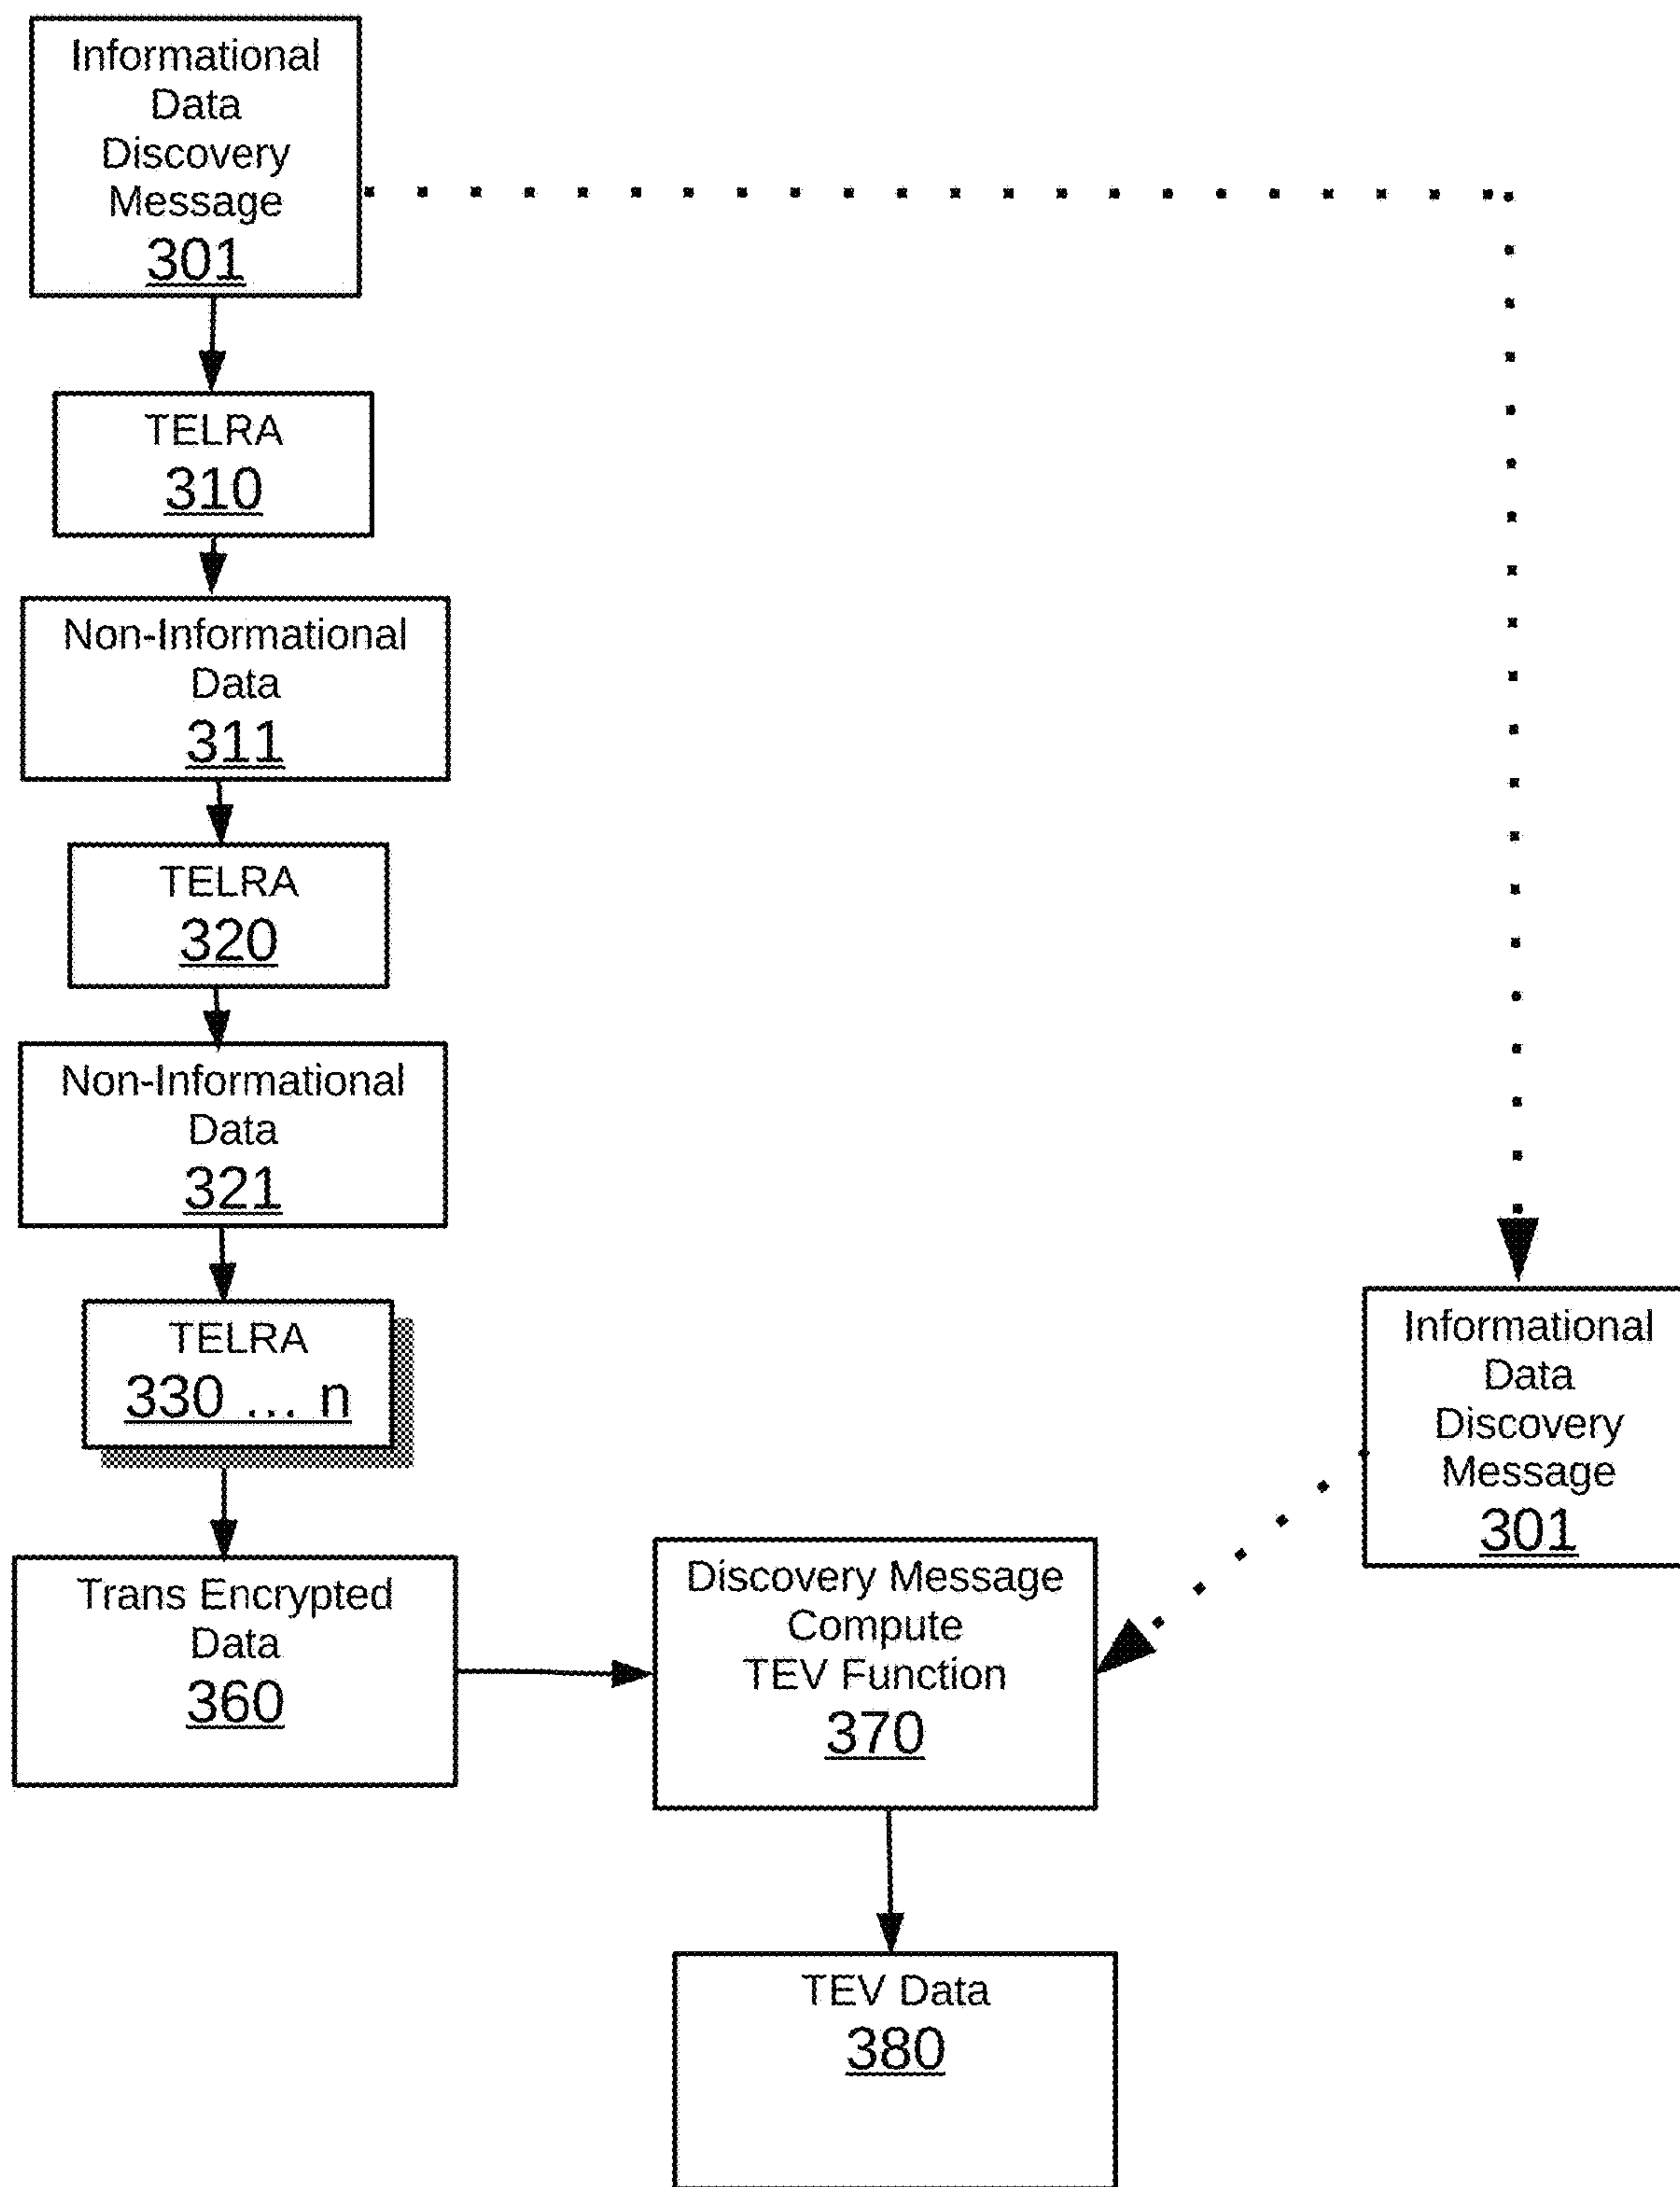 Informational
Data
Discovery
Message
301
TELRA
310
Non-Informational
Data
311
TELRA
320
Non-Informational
Data
321
TELRA
330 ... n
Trans Encrypted
Data
360
Discovery Message
Compute
TEV Function
370
Informational
Data
Discovery
Message
301
TEV Data
380